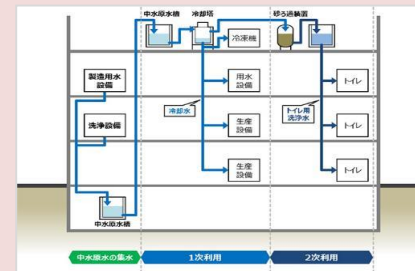 中水原水槽
冷却塔
砂ろ過装置
冷凍機
製造用水
設備
用水
設備
トイレ
冷却水
トイレ用
洗浄水
洗浄設備
生産
設備
トイレ
生産
設備
トイレ
中水原水槽
中水原水の集水
1次利用
2次利用